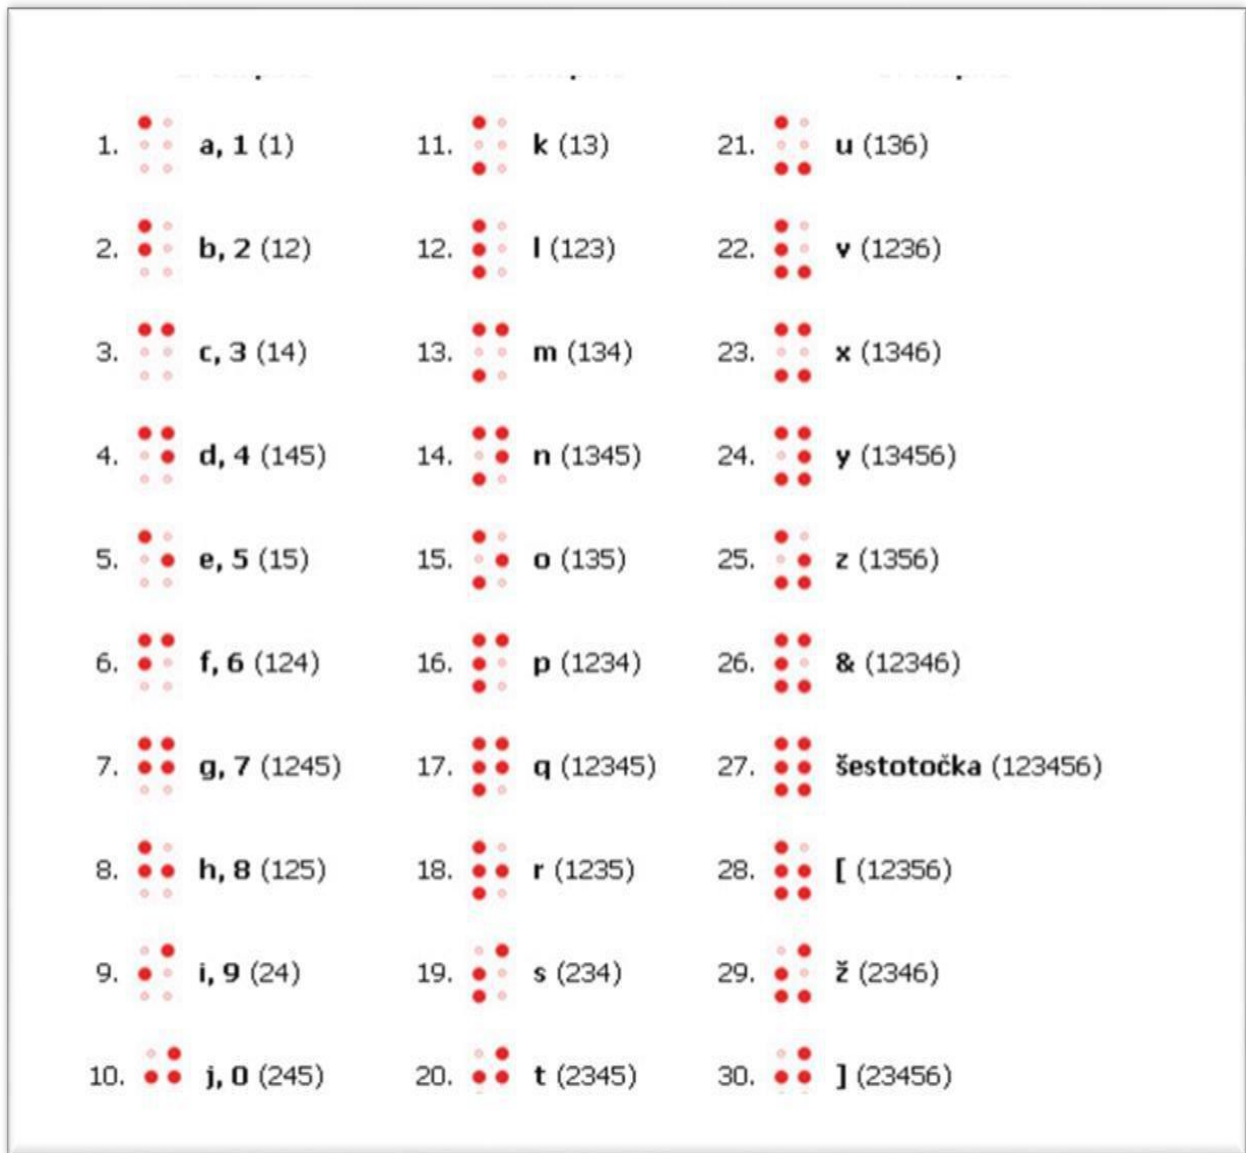 1. a, 1 (1)
2. b, 2 (12)
3. c, 3 (14)
4. d, 4 (145)
5. e, 5 (15)
6. f, 6 (124)
7. g, 7 (1245)
8. h, 8 (125)
9. i, 9 (24)
10. j, 0 (245)
11. k (13)
12. l (123)
13. m (134)
14. n (1345)
15. o (135)
16. p (1234)
17. q (12345)
18. r (1235)
19. s (234)
20. t (2345)
21. u (136)
22. v (1236)
23. x (1346)
24. y (13456)
25. z (1356)
26. & (12346)
27. šestotočka (123456)
28. [ (12356)
29. ž (2346)
30. ] (23456)